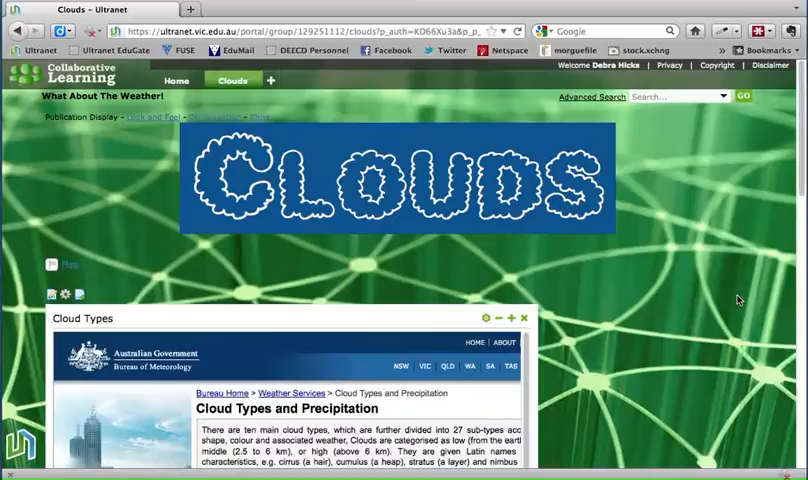 Clouds - Ultranet
https://ultranet.vic.edu.au/portal/group/129251112/clouds?p_auth=KD66Xu3a&p_p_
Google
Ultranet
Ultranet EduGate
FUSE
EduMail
DEECD Personnel
Facebook
Twitter
Netspace
morguefile
stock.xchng
Bookmarks
Collaborative
Learning
Welcome Debra Hicks | Privacy | Copyright | Disclaimer
Home
Clouds
What About The Weather!
Advanced Search
Search...
GO
Publication Display - Look and Feel - Configuration - Close
CLOUDS
Flag
Cloud Types
HOME | ABOUT
Australian Government
Bureau of Meteorology
NSW | VIC | QLD | WA | SA | TAS
Bureau Home > Weather Services > Cloud Types and Precipitation
Cloud Types and Precipitation
There are ten main cloud types, which are further divided into 27 sub-types acc
shape, colour and associated weather, Clouds are categorised as low (from the earth
middle (2.5 to 6 km), or high (above 6 km). They are given Latin names
characteristics, e.g. cirrus (a hair), cumulus (a heap), stratus (a layer) and nimbus